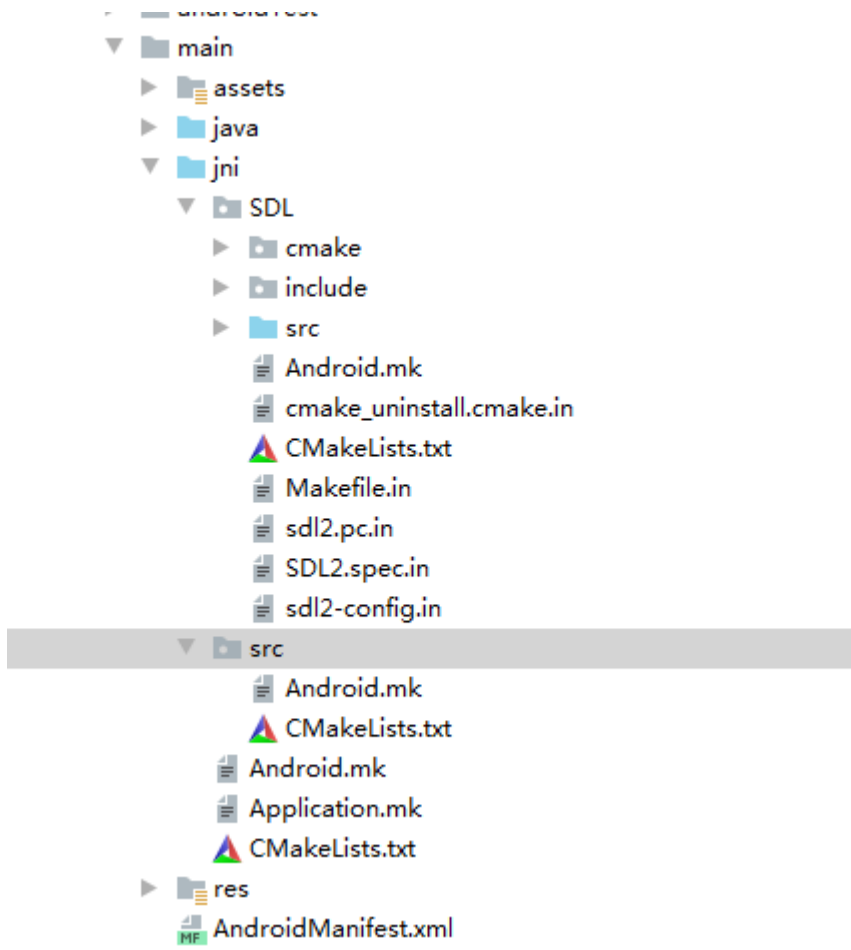 main
assets
java
jni
SDL
cmake
include
src
Android.mk
cmake_uninstall.cmake.in
CMakeLists.txt
Makefile.in
sdl2.pc.in
SDL2.spec.in
sdl2-config.in
src
Android.mk
CMakeLists.txt
Android.mk
Application.mk
CMakeLists.txt
res
MF AndroidManifest.xml